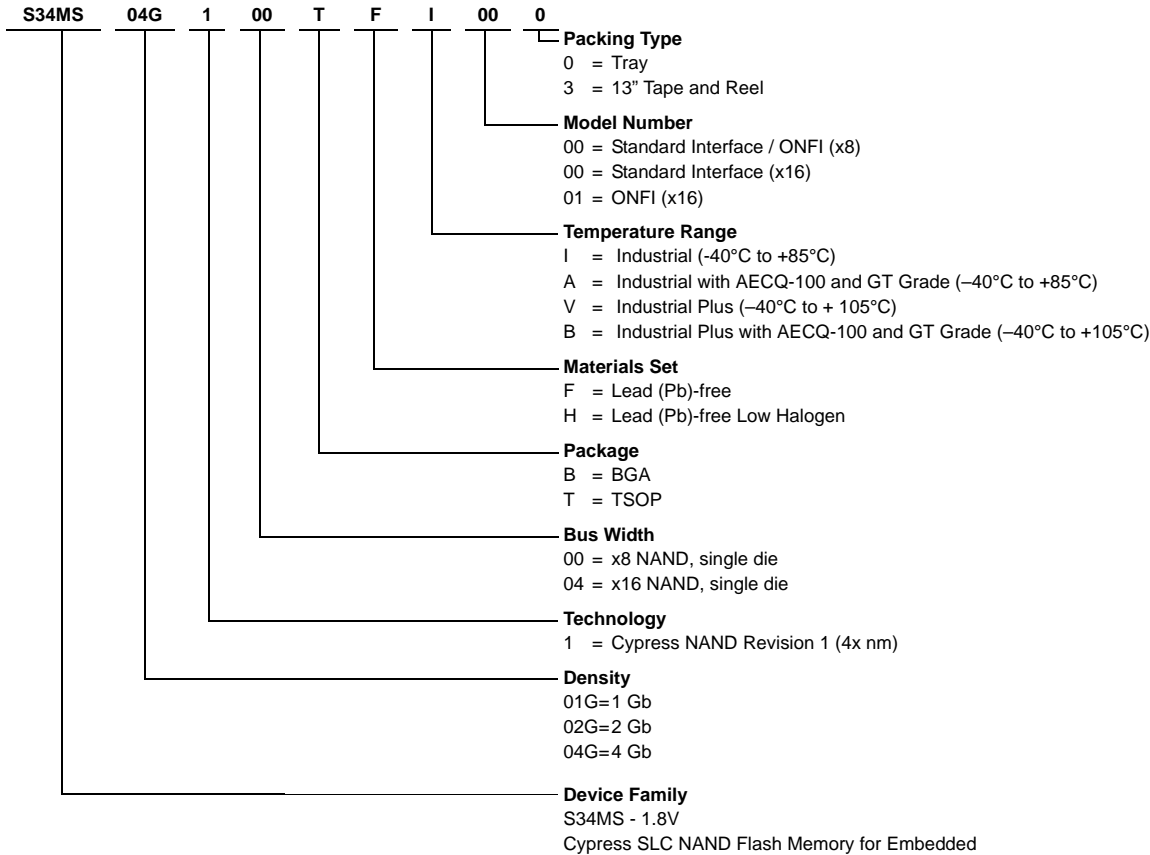 S34MS 04G 1 00 T F I 00 0
Packing Type
0 = Tray
3 = 13” Tape and Reel
Model Number
00 = Standard Interface / ONFI (x8)
00 = Standard Interface (x16)
01 = ONFI (x16)
Temperature Range
I = Industrial (-40°C to +85°C)
A = Industrial with AECQ-100 and GT Grade (–40°C to +85°C)
V = Industrial Plus (–40°C to + 105°C)
B = Industrial Plus with AECQ-100 and GT Grade (–40°C to +105°C)
Materials Set
F = Lead (Pb)-free
H = Lead (Pb)-free Low Halogen
Package
B = BGA
T = TSOP
Bus Width
00 = x8 NAND, single die
04 = x16 NAND, single die
Technology
1 = Cypress NAND Revision 1 (4x nm)
Density
01G=1 Gb
02G=2 Gb
04G=4 Gb
Device Family
S34MS - 1.8V
Cypress SLC NAND Flash Memory for Embedded